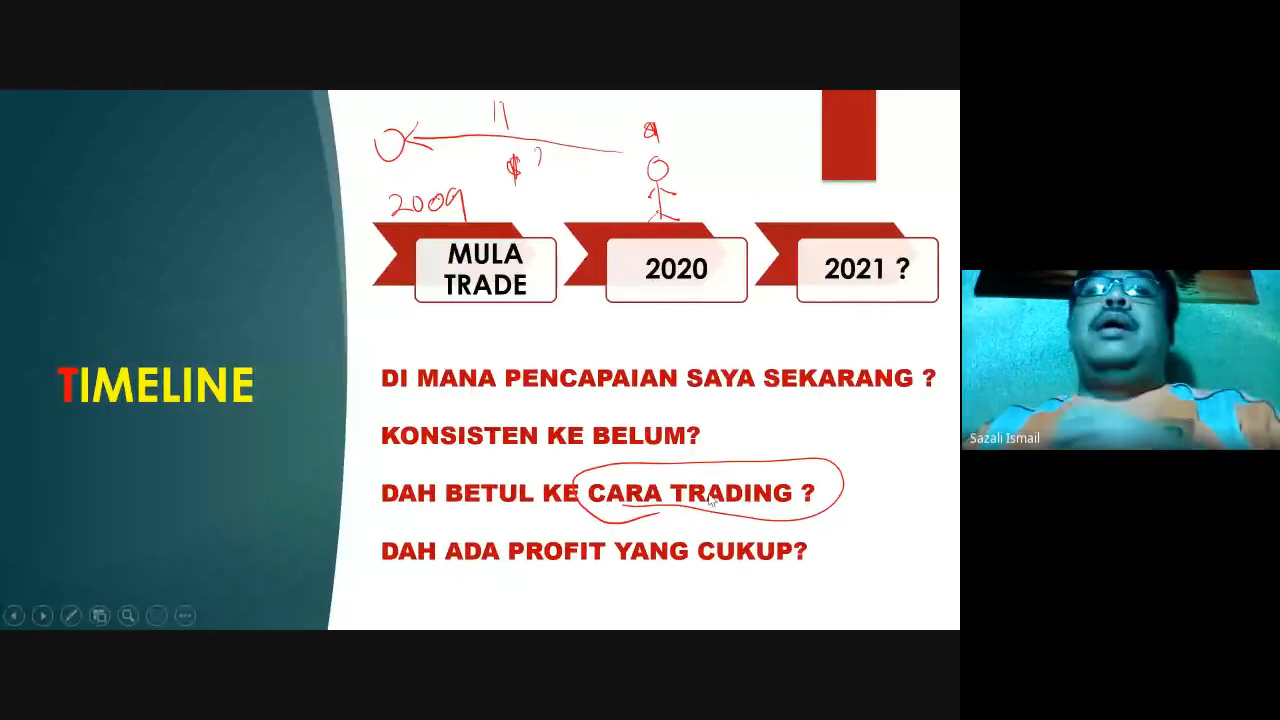 11
$ ?
2009
MULA
TRADE
2020
2021 ?
TIMELINE
DI MANA PENCAPAIAN SAYA SEKARANG ?
KONSISTEN KE BELUM?
DAH BETUL KE CARA TRADING ?
DAH ADA PROFIT YANG CUKUP?
Sazali Ismail